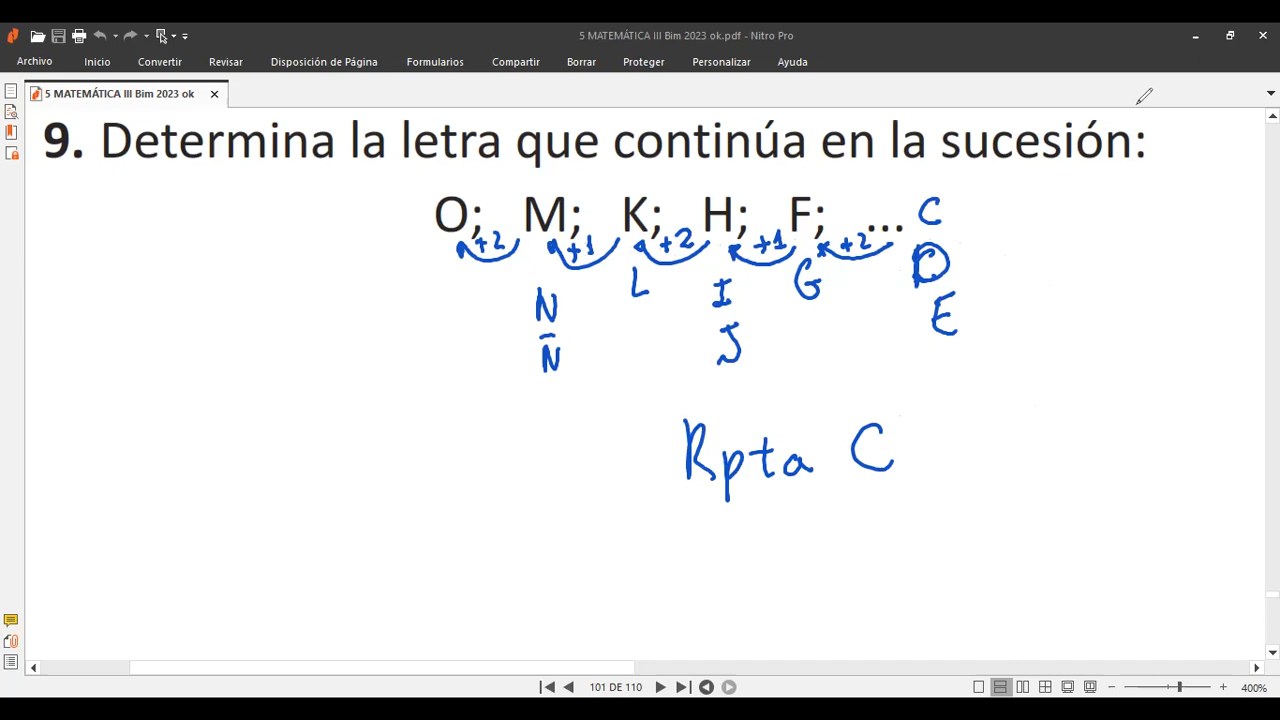 5 MATEMÁTICA III Bim 2023 ok.pdf - Nitro Pro
Archivo Inicio Convertir Revisar Disposición de Página Formularios Compartir Borrar Proteger Personalizar Ayuda
5 MATEMÁTICA III Bim 2023 ok
9. Determina la letra que continúa en la sucesión:
O; M; K; H; F; ... C
+2 +1 +2 +1 +2
N L I G D
Ñ J E
Rpta C
101 DE 110
400%